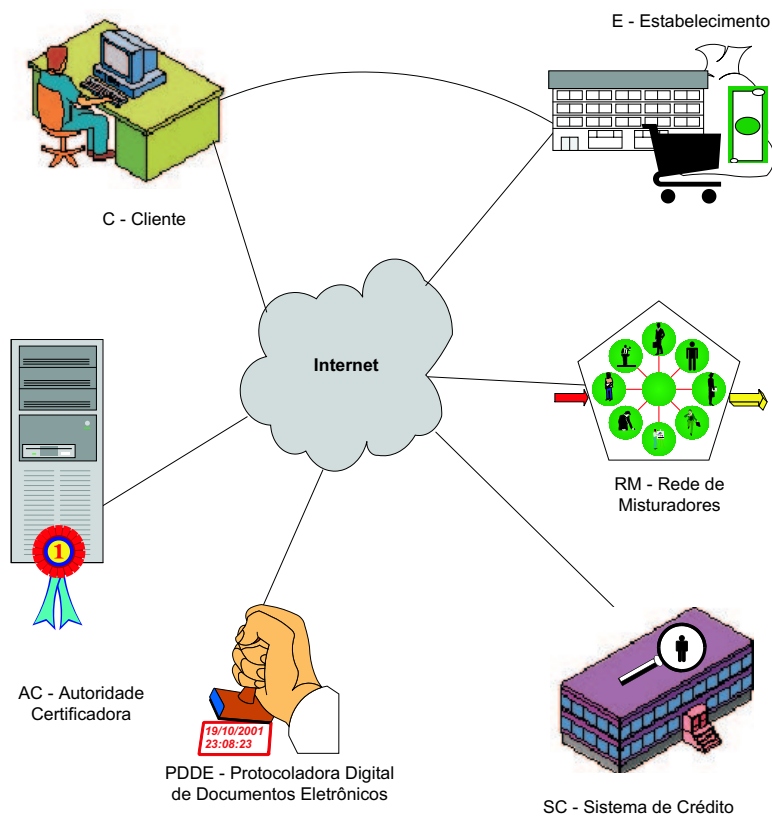 E - Estabelecimento
C - Cliente
Internet
RM - Rede de
Misturadores
1
AC - Autoridade
Certificadora
19/10/2001
23:08:23
PDDE - Protocoladora Digital
de Documentos Eletrônicos
SC - Sistema de Crédito